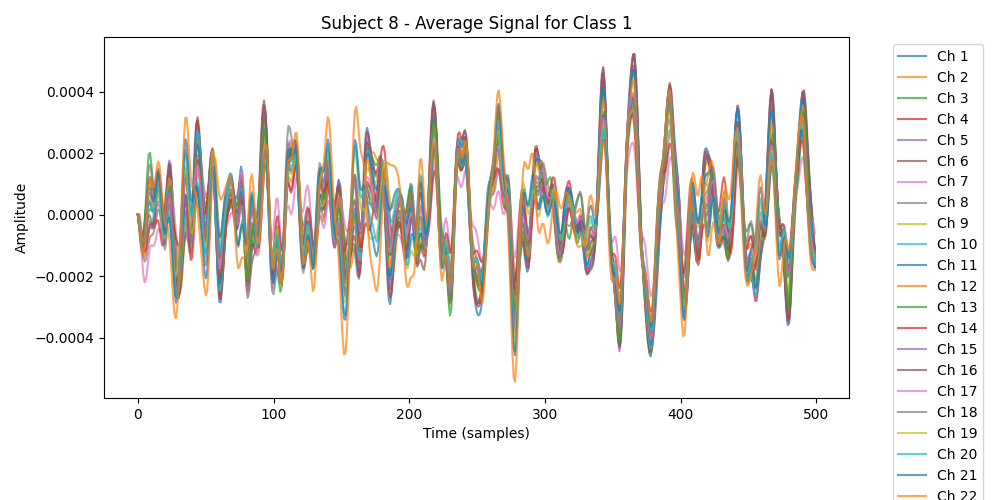 Subject 8 - Average Signal for Class 1
Amplitude
0.0004
0.0002
0.0000
−0.0002
−0.0004
0
100
200
300
400
500
Time (samples)
Ch 1
Ch 2
Ch 3
Ch 4
Ch 5
Ch 6
Ch 7
Ch 8
Ch 9
Ch 10
Ch 11
Ch 12
Ch 13
Ch 14
Ch 15
Ch 16
Ch 17
Ch 18
Ch 19
Ch 20
Ch 21
Ch 22